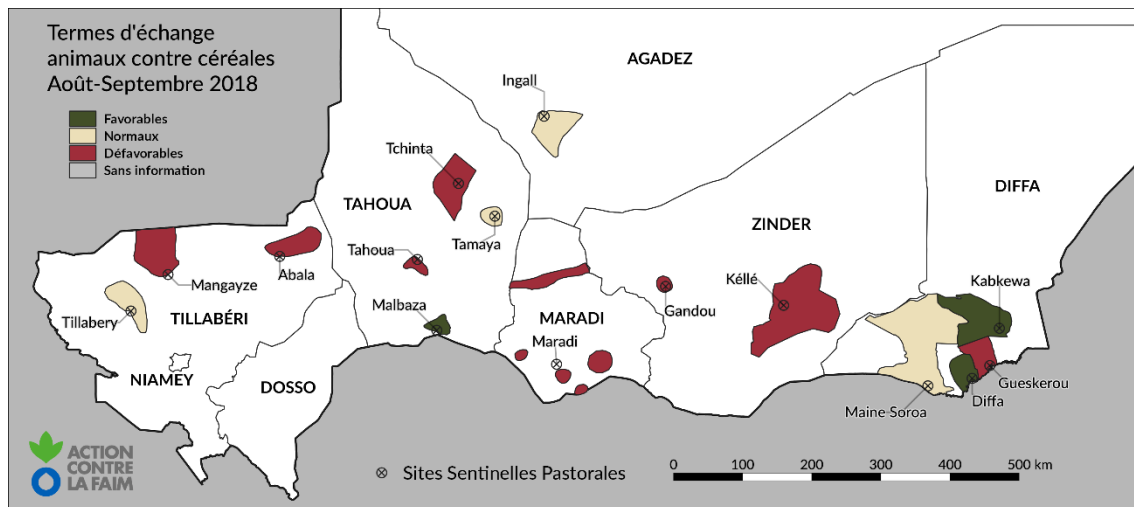 Termes d'échange
animaux contre céréales
Août-Septembre 2018
Favorables
Normaux
Défavorables
Sans information
AGADEZ
Ingall
Tchinta
DIFFA
TAHOUA
Tamaya
ZINDER
Tahoua
Abala
Mangayze
Kéllé
Kabkewa
Gandou
Malbaza
Tillabery
TILLABÉRI
MARADI
Maradi
Gueskerou
NIAMEY
DOSSO
Diffa
Maine-Soroa
ACTION
CONTRE
LA FAIM
Sites Sentinelles Pastorales
0 100 200 300 400 500 km